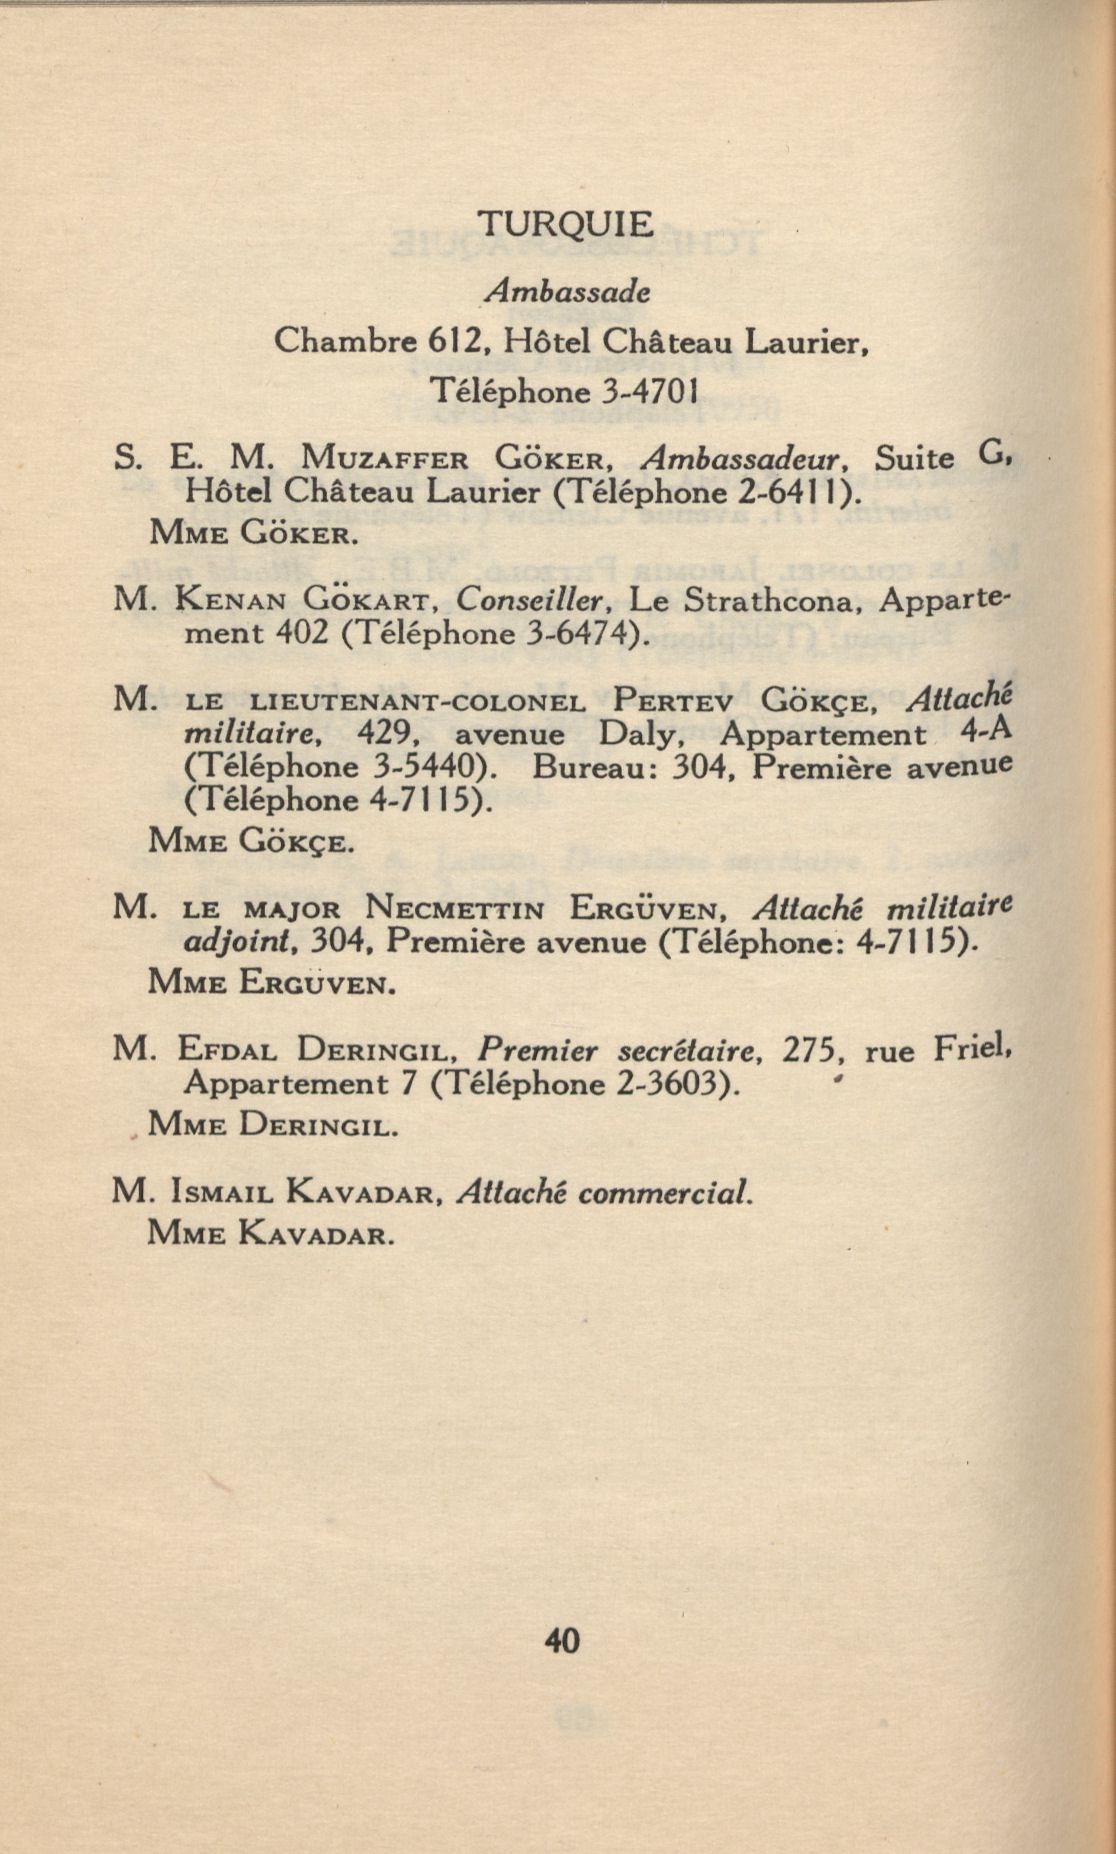 TURQUIE
Ambassade
Chambre 612, Hôtel Château Laurier,
Téléphone 3-4701
S. E. M. MUZAFFER GÖKER, Ambassadeur, Suite G,
Hôtel Château Laurier (Téléphone 2-6411).
MME GÖKER.
M. KENAN GÖKART, Conseiller, Le Strathcona, Apparte-
ment 402 (Téléphone 3-6474).
M. LE LIEUTENANT-COLONEL PERTEV GÖKÇE, Attaché
militaire, 429, avenue Daly, Appartement 4-A
(Téléphone 3-5440). Bureau: 304, Première avenue
(Téléphone 4-7115).
MME GÖKÇE.
M. LE MAJOR NECMETTIN ERGÜVEN, Attaché militaire
adjoint, 304, Première avenue (Téléphone: 4-7115).
MME ERGÜVEN.
M. EFDAL DERINGIL, Premier secrétaire, 275, rue Friel,
Appartement 7 (Téléphone 2-3603).
MME DERINGIL.
M. ISMAIL KAVADAR, Attaché commercial.
MME KAVADAR.
40